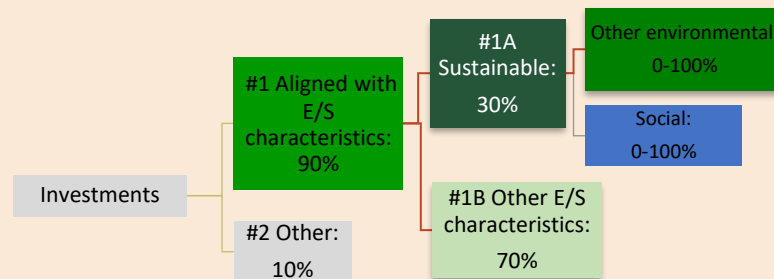 Investments
#1 Aligned with
E/S
characteristics:
90%
#2 Other:
10%
#1A
Sustainable:
30%
#1B Other E/S
characteristics:
70%
Other environmental
0-100%
Social:
0-100%